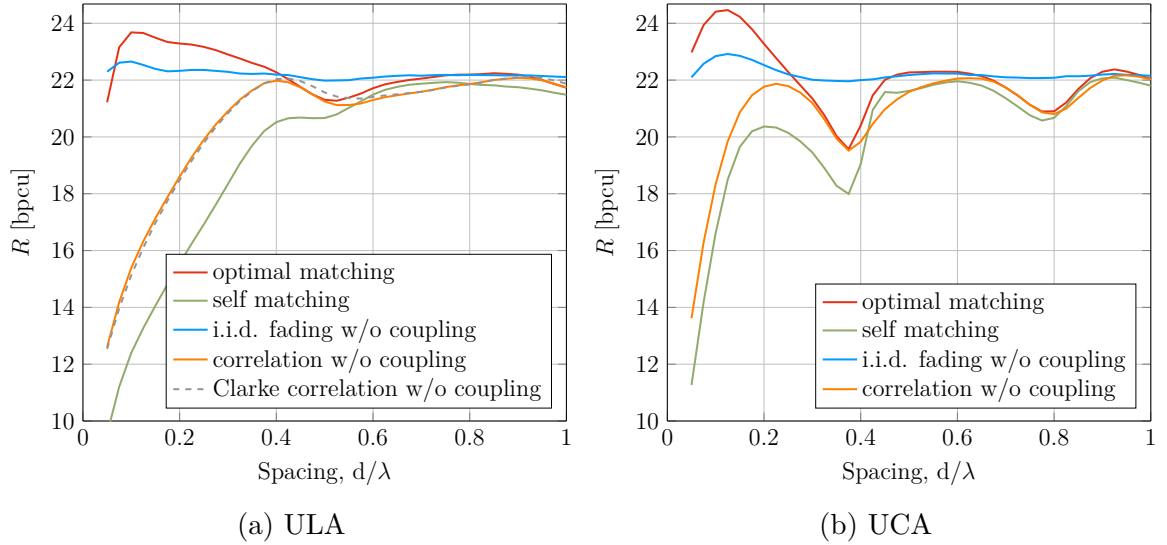 24
22
20
18
16
14
12
10
R [bpcu]
0
0.2
0.4
0.6
0.8
1
Spacing, d/λ
optimal matching
self matching
i.i.d. fading w/o coupling
correlation w/o coupling
Clarke correlation w/o coupling
(a) ULA
24
22
20
18
16
14
12
10
R [bpcu]
0
0.2
0.4
0.6
0.8
1
Spacing, d/λ
optimal matching
self matching
i.i.d. fading w/o coupling
correlation w/o coupling
(b) UCA